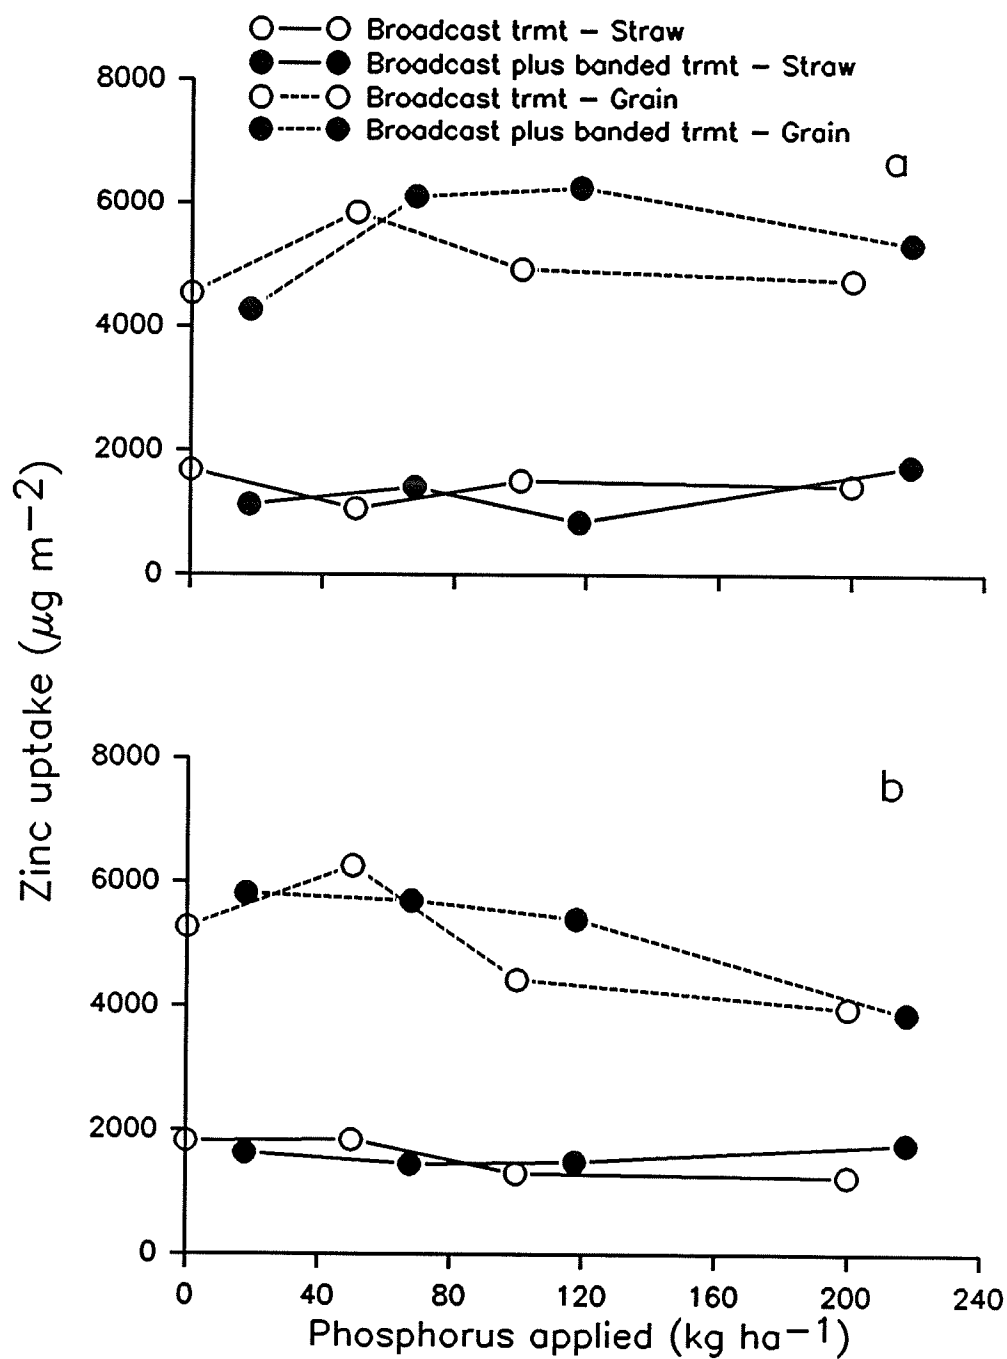 Broadcast trmt – Straw
Broadcast plus banded trmt – Straw
Broadcast trmt – Grain
Broadcast plus banded trmt – Grain
a
8000
6000
4000
2000
0
Zinc uptake (μg m−2)
b
8000
6000
4000
2000
0
0 40 80 120 160 200 240
Phosphorus applied (kg ha−1)